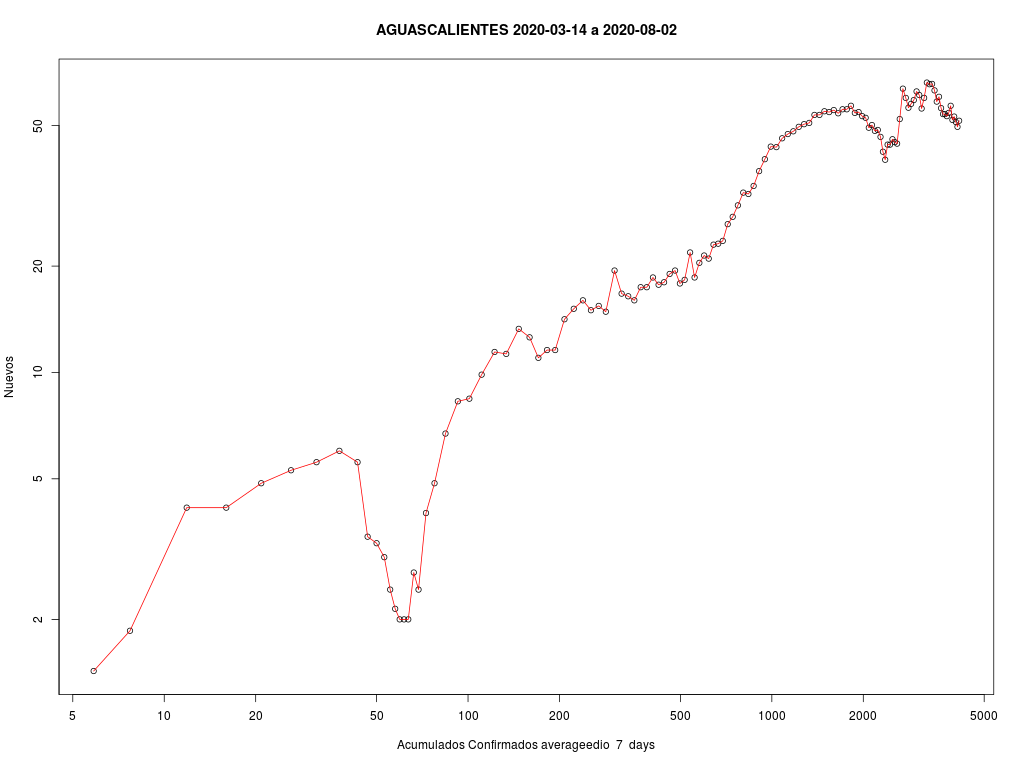 AGUASCALIENTES 2020-03-14 a 2020-08-02
Nuevos
50
20
10
5
2
5 10 20 50 100 200 500 1000 2000 5000
Acumulados Confirmados averageedio 7 days